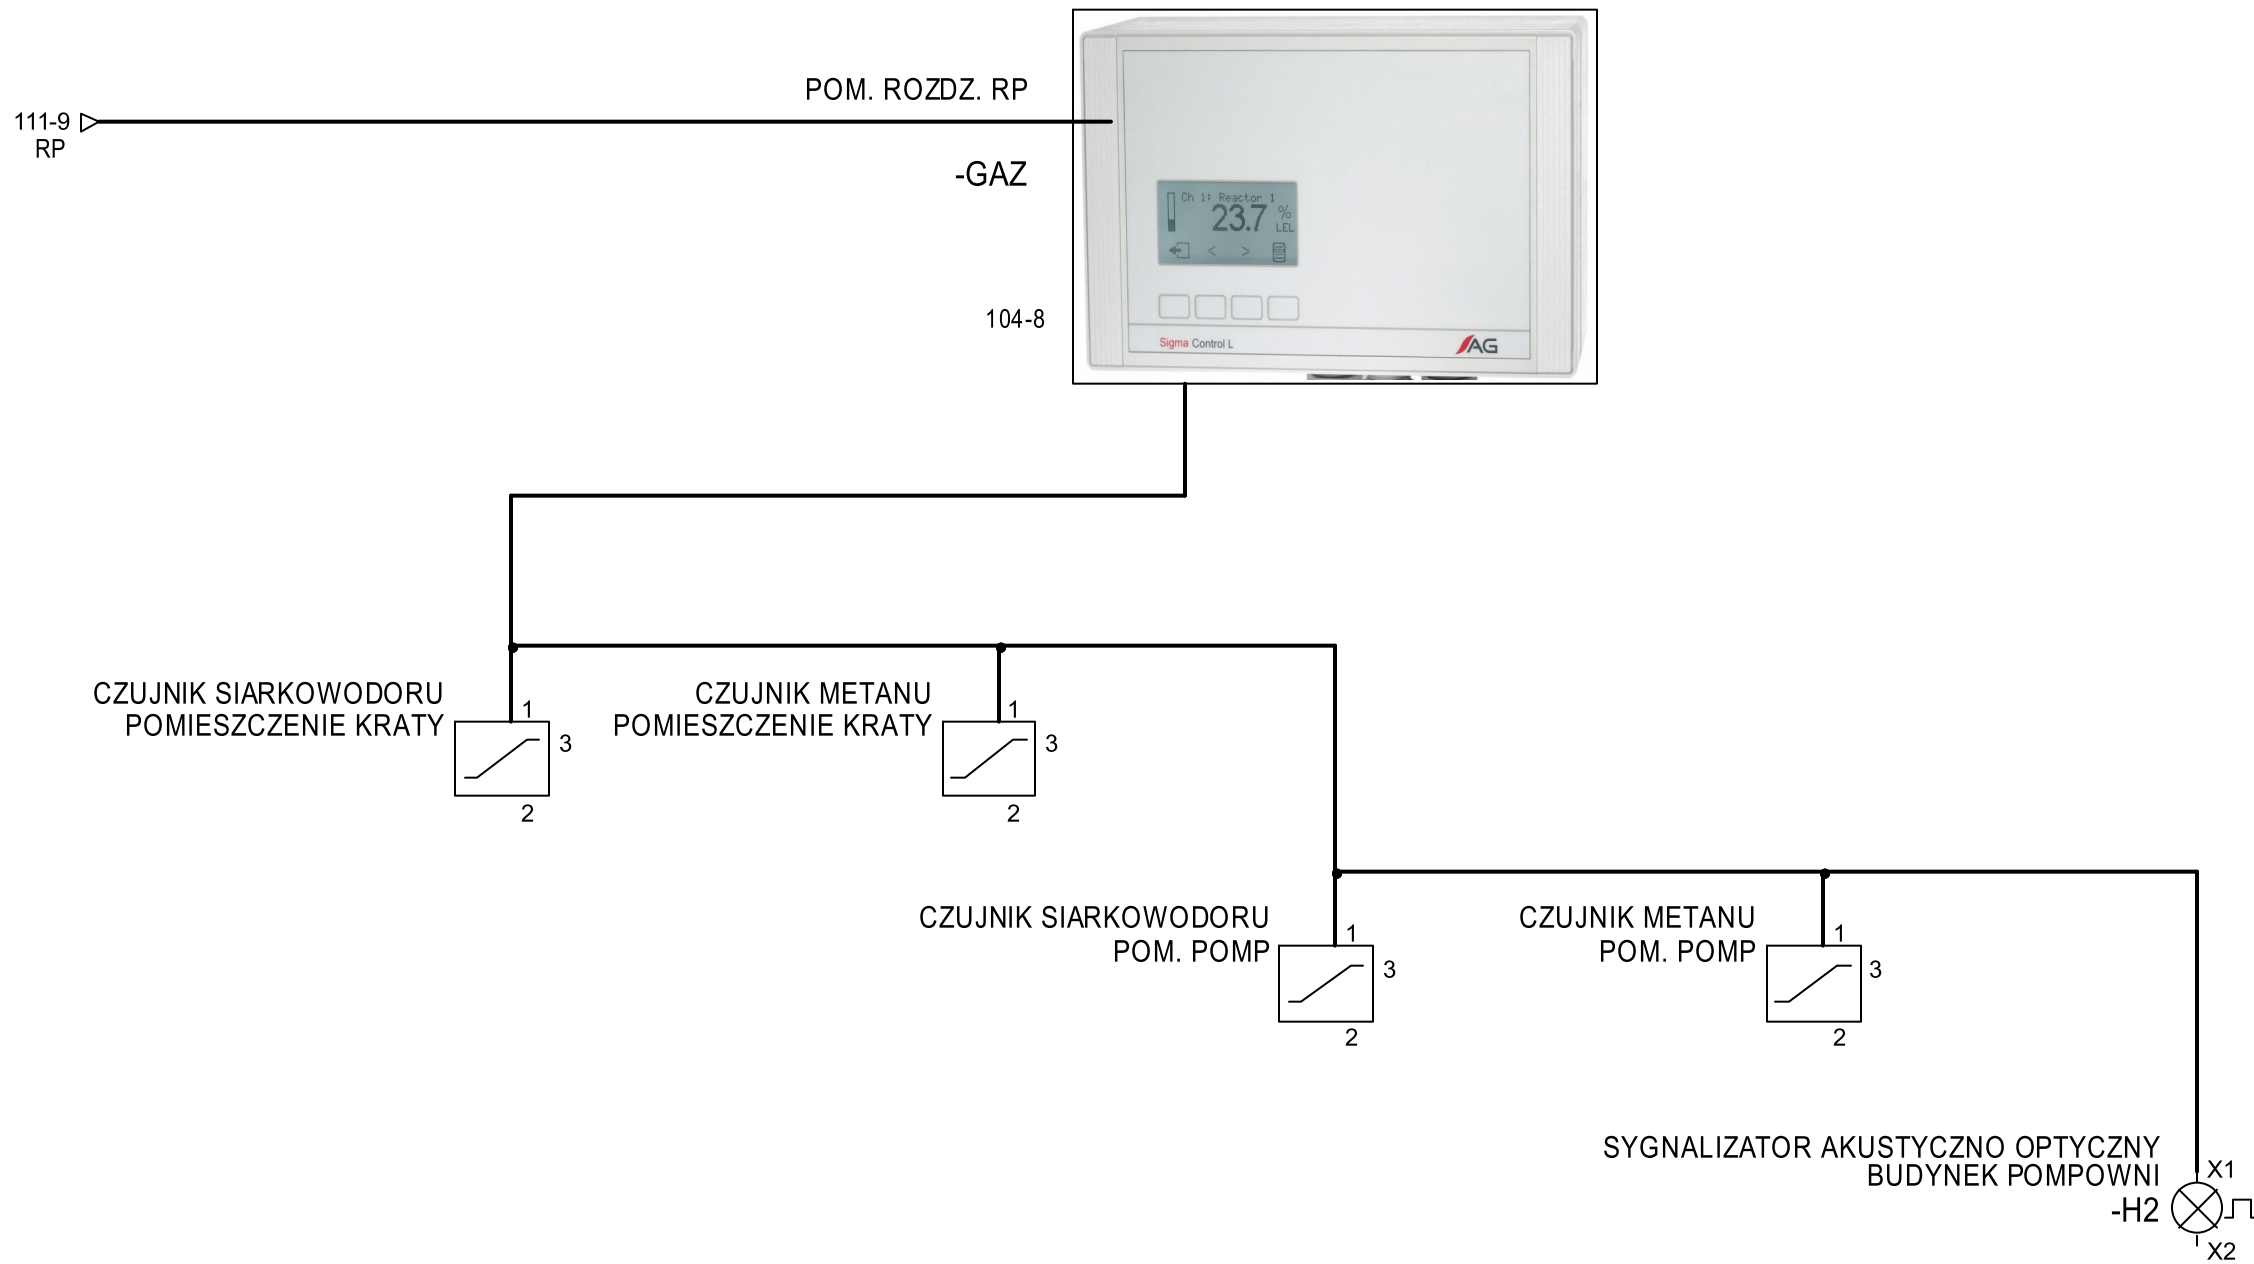 POM. ROZDZ. RP
111-9
RP
-GAZ
Ch 1: Reactor 1
23.7 %
LEL
< >
104-8
Sigma Control L
AG
CZUJNIK SIARKOWODORU
POMIESZCZENIE KRATY
1
3
2
CZUJNIK METANU
POMIESZCZENIE KRATY
1
3
2
CZUJNIK SIARKOWODORU
POM. POMP
1
3
2
CZUJNIK METANU
POM. POMP
1
3
2
SYGNALIZATOR AKUSTYCZNO OPTYCZNY
BUDYNEK POMPOWNI
-H2
X1
X2